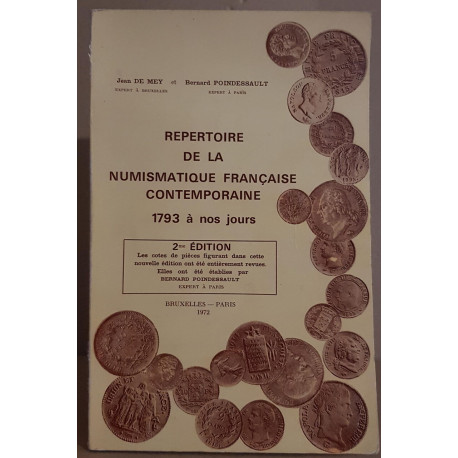 Jean DE MEY et Bernard POINDESSAULT
EXPERT À BRUXELLES EXPERT À PARIS
REPERTOIRE
DE LA
NUMISMATIQUE FRANÇAISE
CONTEMPORAINE
1793 à nos jours
2me ÉDITION
Les cotes de pièces figurant dans cette
nouvelle édition ont été entièrement revues
Elles ont été établies par
BERNARD POINDESSAULT
EXPERT À PARIS
BRUXELLES — PARIS
1972
5
FRANCS